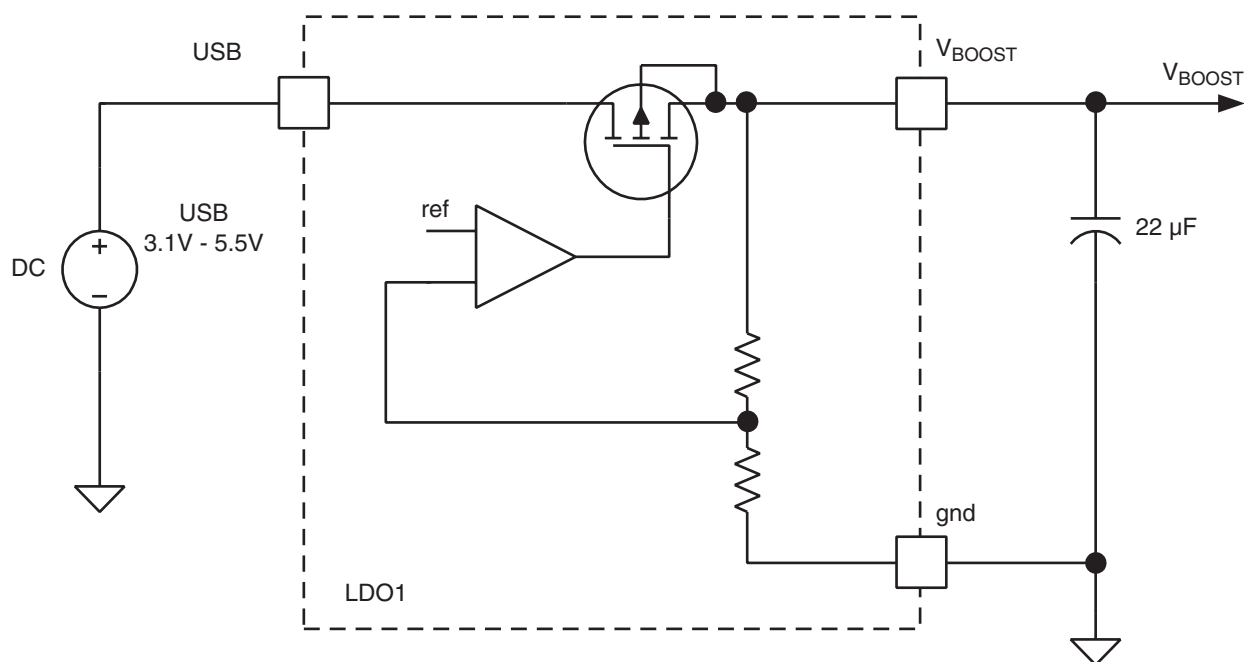 USB
V_BOOST
V_BOOST
USB
3.1V - 5.5V
DC
+
−
ref
22 µF
gnd
LDO1